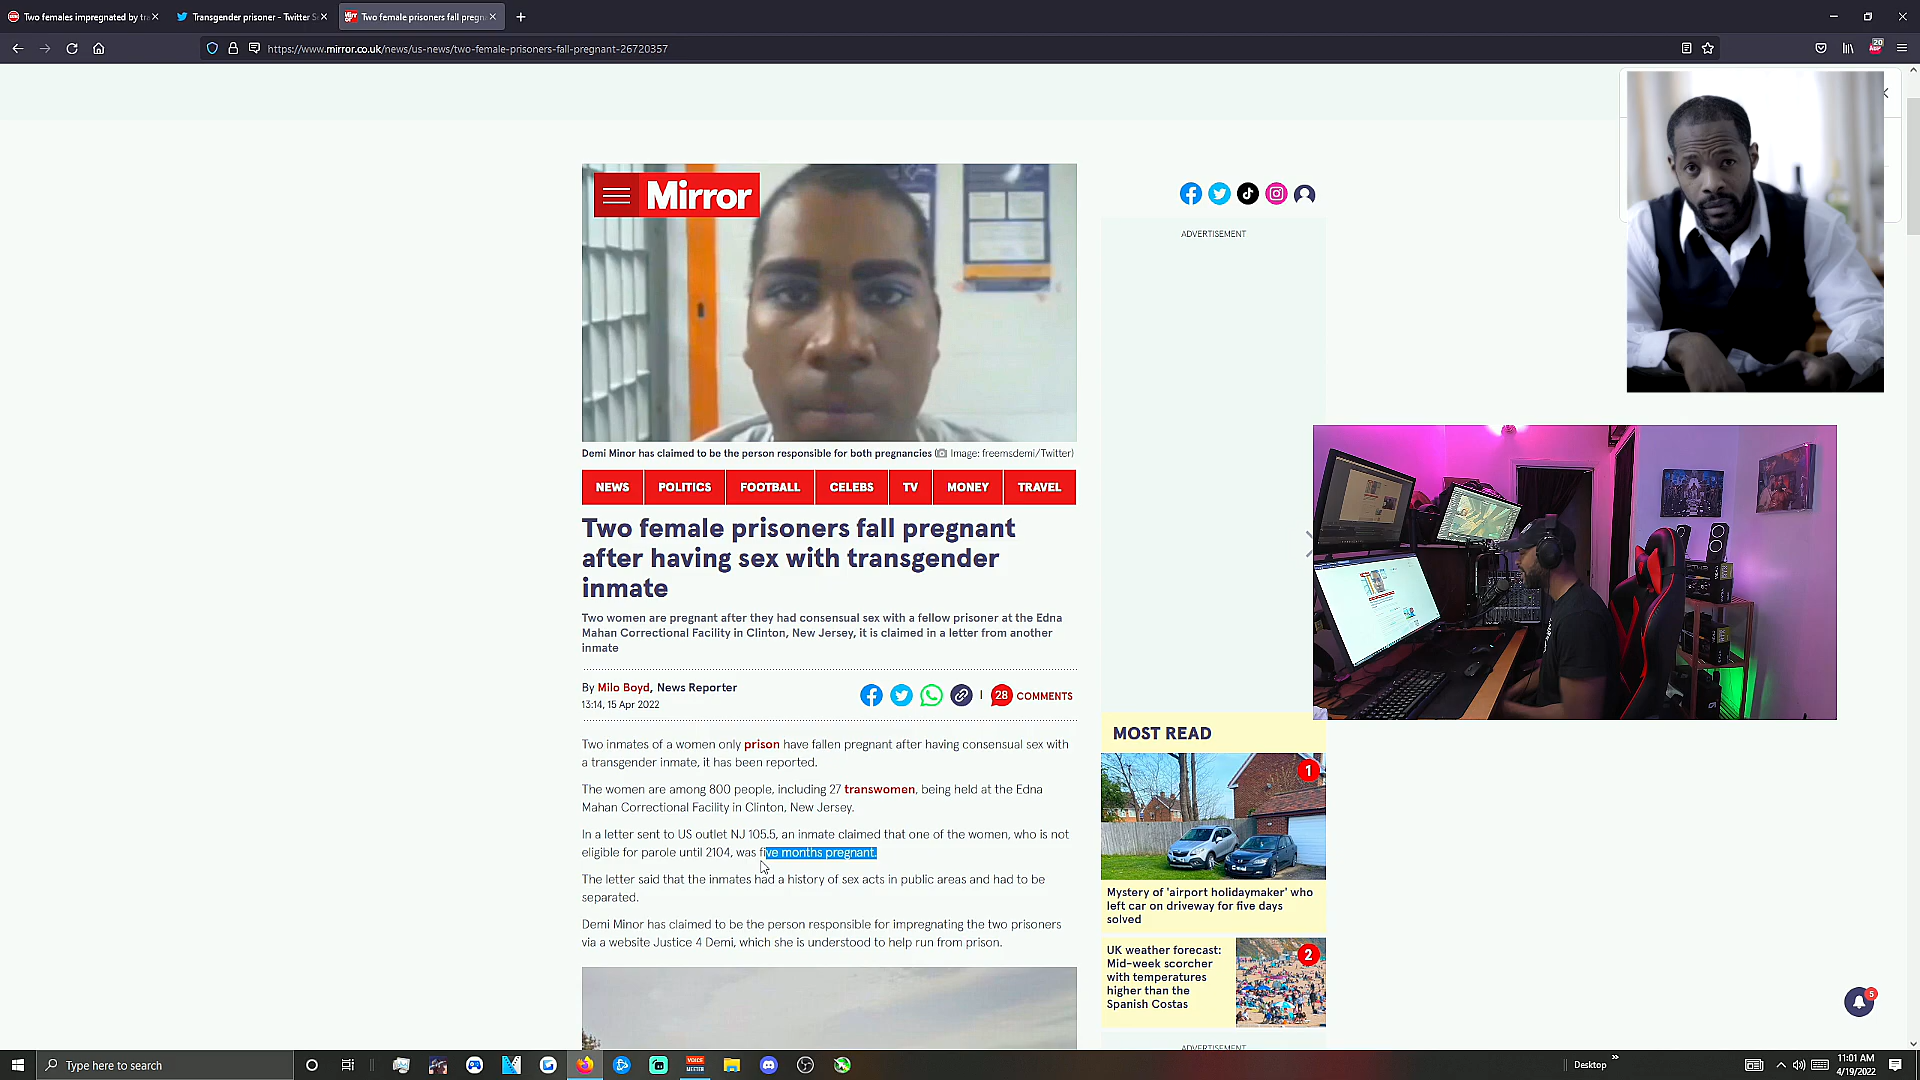 Two females impregnated by tra
Transgender prisoner - Twitter S
Two female prisoners fall pregn
https://www.mirror.co.uk/news/us-news/two-female-prisoners-fall-pregnant-26720357
20
Mirror
ADVERTISEMENT
Demi Minor has claimed to be the person responsible for both pregnancies (Image: freemsdemi/Twitter)
NEWS POLITICS FOOTBALL CELEBS TV MONEY TRAVEL
Two female prisoners fall pregnant
after having sex with transgender
inmate
Two women are pregnant after they had consensual sex with a fellow prisoner at the Edna
Mahan Correctional Facility in Clinton, New Jersey, it is claimed in a letter from another
inmate
By Milo Boyd, News Reporter
13:14, 15 Apr 2022
28 COMMENTS
Two inmates of a women only prison have fallen pregnant after having consensual sex with
a transgender inmate, it has been reported.
The women are among 800 people, including 27 transwomen, being held at the Edna
Mahan Correctional Facility in Clinton, New Jersey.
In a letter sent to US outlet NJ 105.5, an inmate claimed that one of the women, who is not
eligible for parole until 2104, was five months pregnant.
The letter said that the inmates had a history of sex acts in public areas and had to be
separated.
Demi Minor has claimed to be the person responsible for impregnating the two prisoners
via a website Justice 4 Demi, which she is understood to help run from prison.
MOST READ
1
Mystery of 'airport holidaymaker' who
left car on driveway for five days
solved
UK weather forecast:
Mid-week scorcher
with temperatures
higher than the
Spanish Costas
2
5
ADVERTISEMENT
Type here to search
VOICE
MEETER
Desktop
11:01 AM
4/19/2022